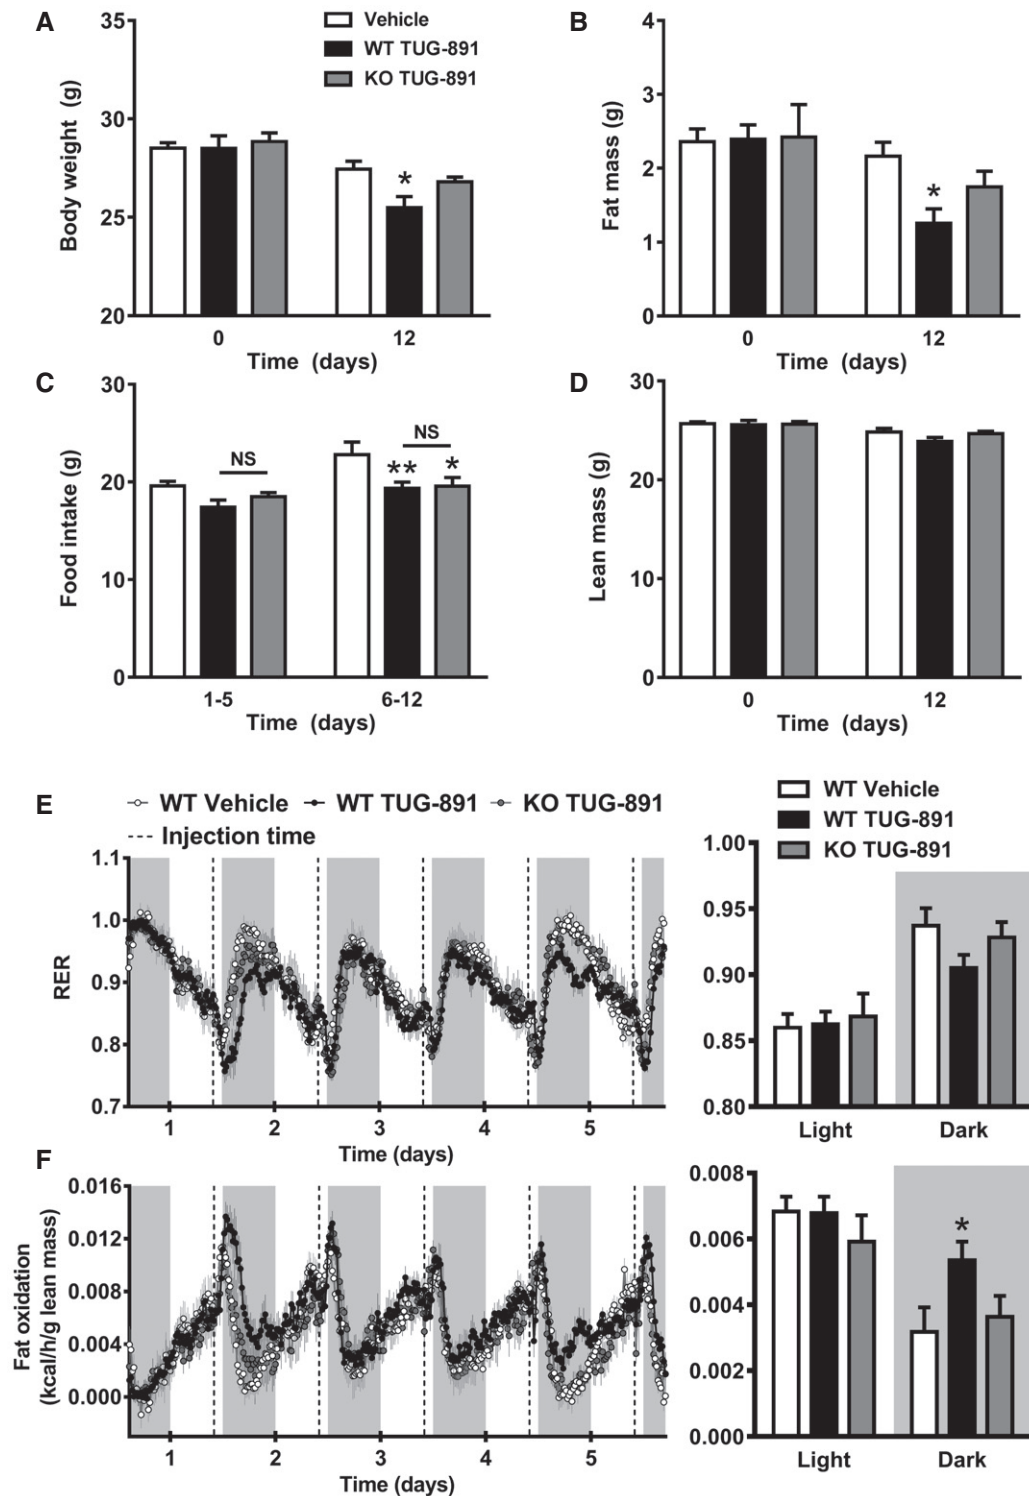 A
Body weight (g)
35
30
25
20
Vehicle
WT TUG-891
KO TUG-891
*
0
12
Time (days)
B
Fat mass (g)
4
3
2
1
0
*
0
12
Time (days)
C
Food intake (g)
30
20
10
0
NS
NS
** *
1-5
6-12
Time (days)
D
Lean mass (g)
30
20
10
0
0
12
Time (days)
E
WT Vehicle WT TUG-891 KO TUG-891
Injection time
RER
1.1
1.0
0.9
0.8
0.7
1 2 3 4 5
Time (days)
WT Vehicle
WT TUG-891
KO TUG-891
1.00
0.95
0.90
0.85
0.80
Light Dark
F
Fat oxidation
(kcal/h/g lean mass)
0.016
0.012
0.008
0.004
0.000
1 2 3 4 5
Time (days)
0.008
0.006
0.004
0.002
0.000
*
Light Dark